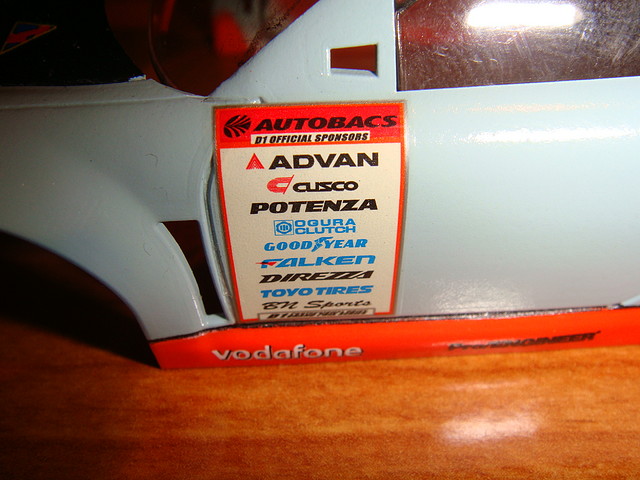 AUTOBACS
D1 OFFICIAL SPONSORS
ADVAN
CUSCO
POTENZA
OGURA
CLUTCH
GOODYEAR
FALKEN
DIREZZA
TOYO TIRES
BN Sports
vodafone